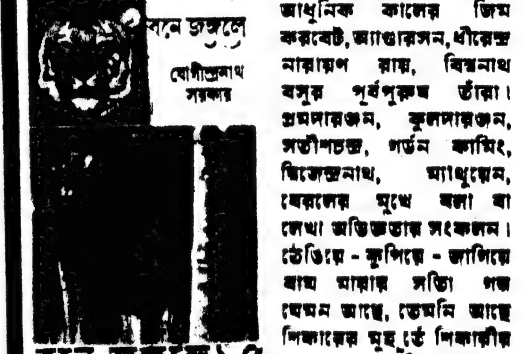 বনে জঙ্গলে
যোগীন্দ্রনাথ
সরকার
আধুনিক কালের জিম
করবেট, অ্যাণ্ডারসন, ধীরেন্দ্র
নারায়ণ রায়, বিশ্বনাথ
বসুর পূর্বপুরুষ তাঁরা।
প্রমদারঞ্জন, কুলদারঞ্জন,
সতীশচন্দ্র, গর্ডন কামিং,
দ্বিজেন্দ্রনাথ, ম্যাথুয়েন,
মুখে বলা বা
লেখা অভিজ্ঞতার সংকলন।
ঠেঙিয়ে - কুপিয়ে - জাপিয়ে
বাঘ মারার সত্যি গল্প
যেমন আছে, তেমনি আছে
শিকারের মুহূর্তে শিকারীর